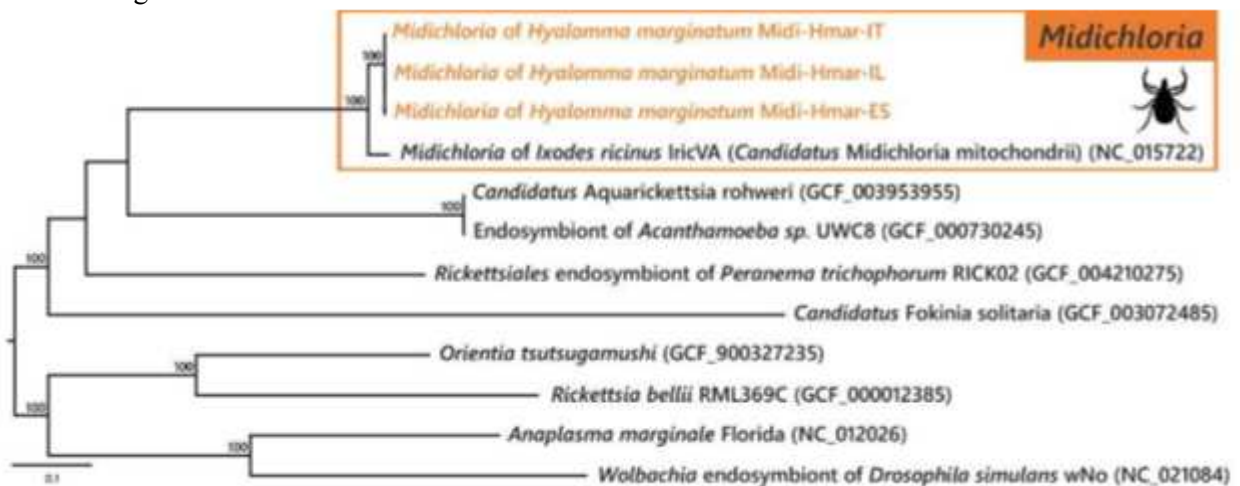 Midichloria of Hyalomma marginatum Midi-Hmar-IT
Midichloria
100
Midichloria of Hyalomma marginatum Midi-Hmar-IL
100
Midichloria of Hyalomma marginatum Midi-Hmar-ES
Midichloria of Ixodes ricinus IricVA (Candidatus Midichloria mitochondrii) (NC_015722)
Candidatus Aquarickettsia rohweri (GCF_003953955)
100
Endosymbiont of Acanthamoeba sp. UWC8 (GCF_000730245)
100
Rickettsiales endosymbiont of Peranema trichophorum RICK02 (GCF_004210275)
Candidatus Fokinia solitaria (GCF_003072485)
Orientia tsutsugamushi (GCF_900327235)
100
Rickettsia bellii RML369C (GCF_000012385)
100
Anaplasma marginale Florida (NC_012026)
100
Wolbachia endosymbiont of Drosophila simulans wNo (NC_021084)
0.1